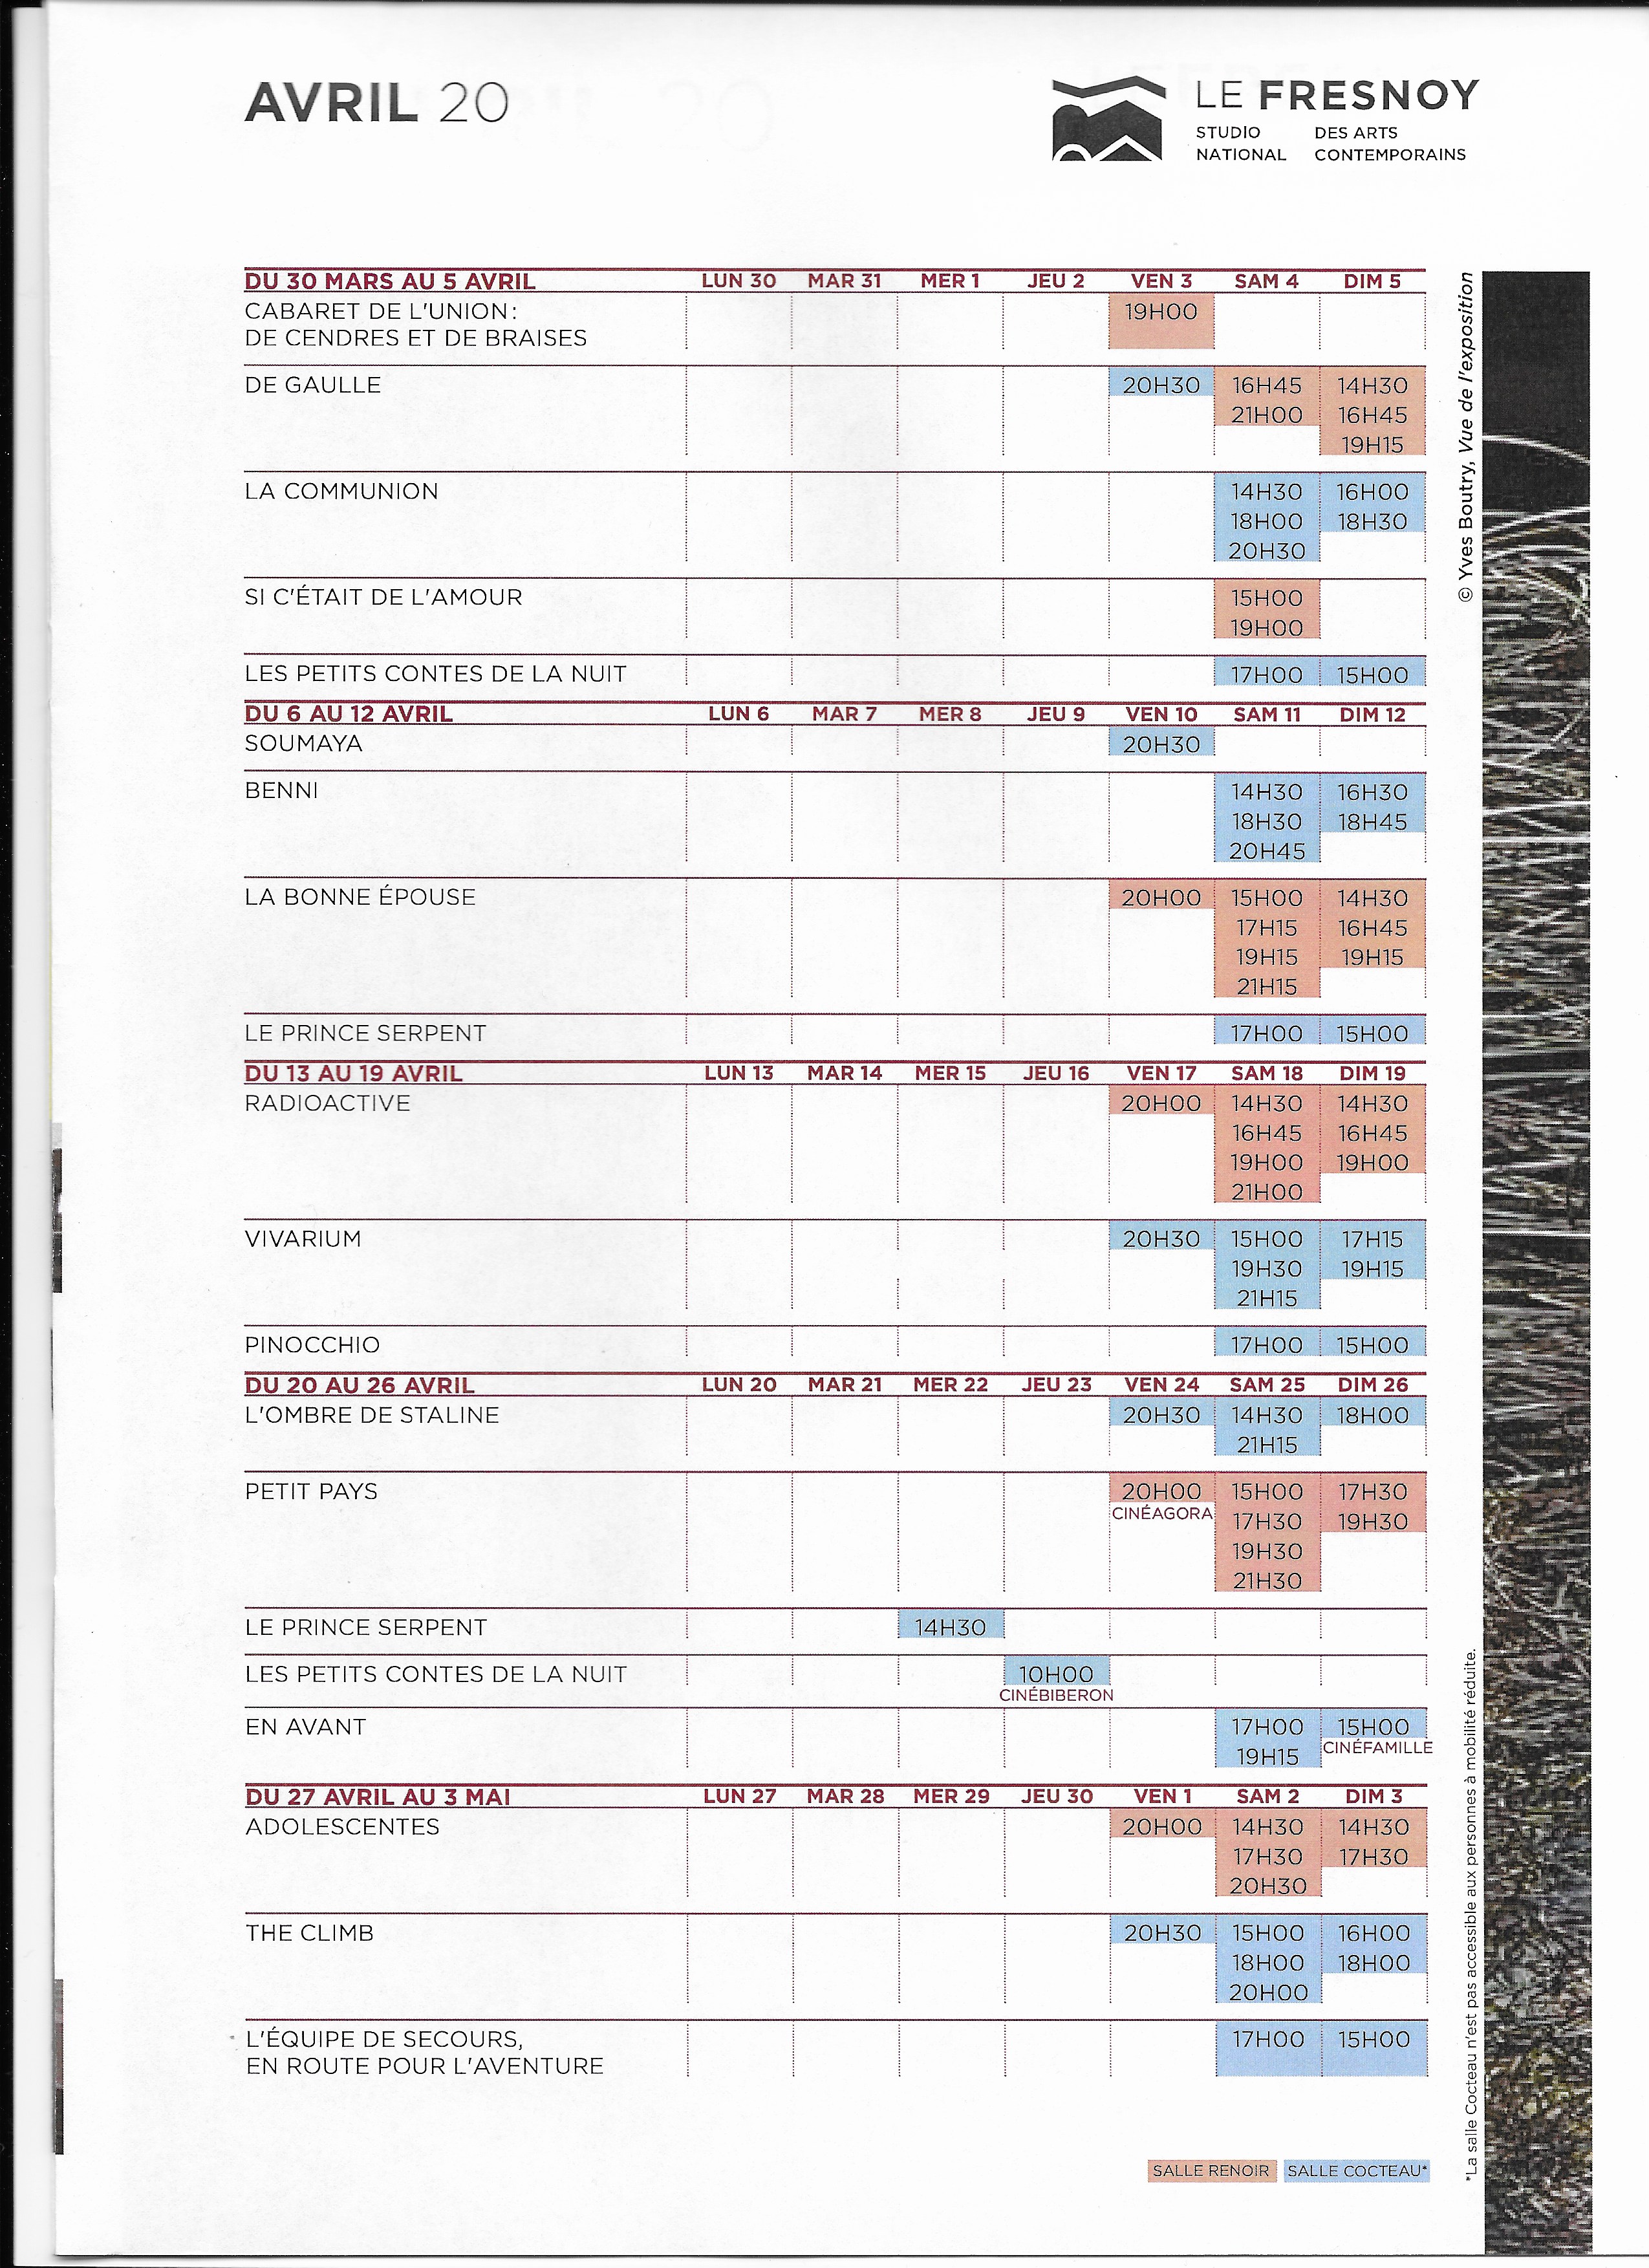 AVRIL 20
LE FRESNOY
STUDIO DES ARTS
NATIONAL CONTEMPORAINS
DU 30 MARS AU 5 AVRIL LUN 30 MAR 31 MER 1 JEU 2 VEN 3 SAM 4 DIM 5
CABARET DE L'UNION : 19H00
DE CENDRES ET DE BRAISES
DE GAULLE 20H30 16H45 14H30
21H00 16H45
19H15
LA COMMUNION 14H30 16H00
18H00 18H30
20H30
SI C'ÉTAIT DE L'AMOUR 15H00
19H00
LES PETITS CONTES DE LA NUIT 17H00 15H00
DU 6 AU 12 AVRIL LUN 6 MAR 7 MER 8 JEU 9 VEN 10 SAM 11 DIM 12
SOUMAYA 20H30
BENNI 14H30 16H30
18H30 18H45
20H45
LA BONNE ÉPOUSE 20H00 15H00 14H30
17H15 16H45
19H15 19H15
21H15
LE PRINCE SERPENT 17H00 15H00
DU 13 AU 19 AVRIL LUN 13 MAR 14 MER 15 JEU 16 VEN 17 SAM 18 DIM 19
RADIOACTIVE 20H00 14H30 14H30
16H45 16H45
19H00 19H00
21H00
VIVARIUM 20H30 15H00 17H15
19H30 19H15
21H15
PINOCCHIO 17H00 15H00
DU 20 AU 26 AVRIL LUN 20 MAR 21 MER 22 JEU 23 VEN 24 SAM 25 DIM 26
L'OMBRE DE STALINE 20H30 14H30 18H00
21H15
PETIT PAYS 20H00 15H00 17H30
CINÉAGORA 17H30 19H30
19H30
21H30
LE PRINCE SERPENT 14H30
LES PETITS CONTES DE LA NUIT 10H00
CINÉBIBERON
EN AVANT 17H00 15H00
19H15 CINÉFAMILLE
DU 27 AVRIL AU 3 MAI LUN 27 MAR 28 MER 29 JEU 30 VEN 1 SAM 2 DIM 3
ADOLESCENTES 20H00 14H30 14H30
17H30 17H30
20H30
THE CLIMB 20H30 15H00 16H00
18H00 18H00
20H00
L'ÉQUIPE DE SECOURS, 17H00 15H00
EN ROUTE POUR L'AVENTURE
SALLE RENOIR SALLE COCTEAU*
© Yves Boutry, Vue de l'exposition
*La salle Cocteau n'est pas accessible aux personnes à mobilité réduite.